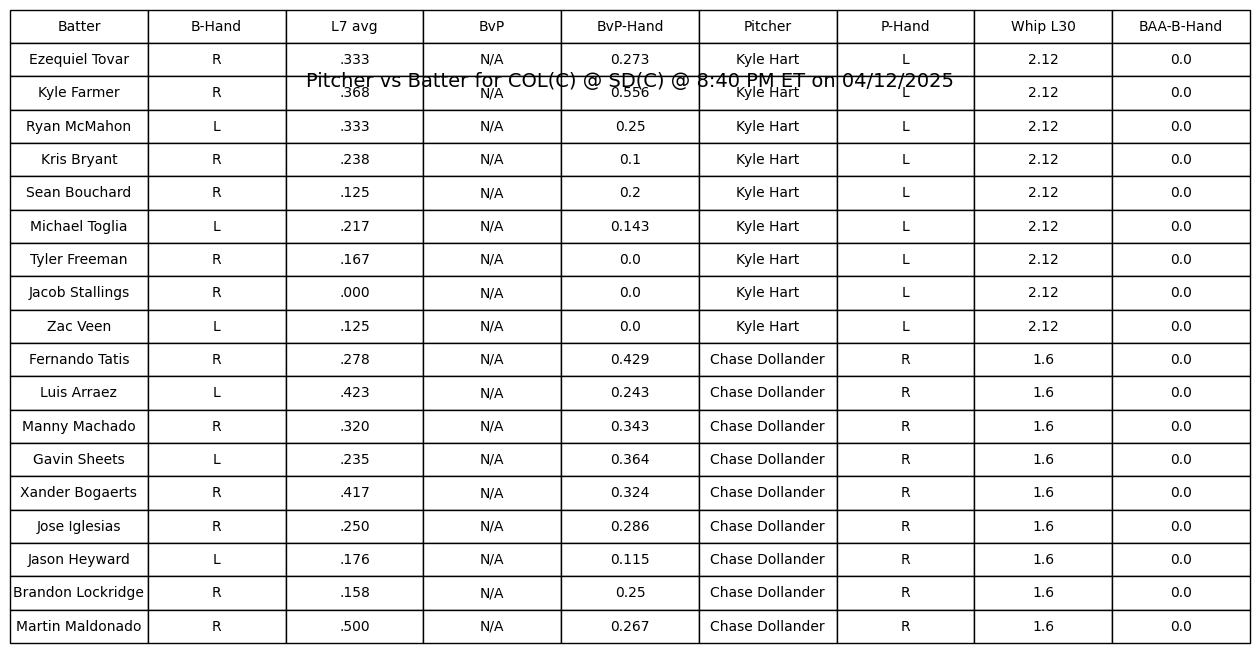 Batter B-Hand L7 avg BvP BvP-Hand Pitcher P-Hand Whip L30 BAA-B-Hand
Ezequiel Tovar R .333 N/A 0.273 Kyle Hart L 2.12 0.0
Pitcher vs Batter for COL(C) @ SD(C) @ 8:40 PM ET on 04/12/2025
Kyle Farmer R .368 N/A 0.556 Kyle Hart L 2.12 0.0
Ryan McMahon L .333 N/A 0.25 Kyle Hart L 2.12 0.0
Kris Bryant R .238 N/A 0.1 Kyle Hart L 2.12 0.0
Sean Bouchard R .125 N/A 0.2 Kyle Hart L 2.12 0.0
Michael Toglia L .217 N/A 0.143 Kyle Hart L 2.12 0.0
Tyler Freeman R .167 N/A 0.0 Kyle Hart L 2.12 0.0
Jacob Stallings R .000 N/A 0.0 Kyle Hart L 2.12 0.0
Zac Veen L .125 N/A 0.0 Kyle Hart L 2.12 0.0
Fernando Tatis R .278 N/A 0.429 Chase Dollander R 1.6 0.0
Luis Arraez L .423 N/A 0.243 Chase Dollander R 1.6 0.0
Manny Machado R .320 N/A 0.343 Chase Dollander R 1.6 0.0
Gavin Sheets L .235 N/A 0.364 Chase Dollander R 1.6 0.0
Xander Bogaerts R .417 N/A 0.324 Chase Dollander R 1.6 0.0
Jose Iglesias R .250 N/A 0.286 Chase Dollander R 1.6 0.0
Jason Heyward L .176 N/A 0.115 Chase Dollander R 1.6 0.0
Brandon Lockridge R .158 N/A 0.25 Chase Dollander R 1.6 0.0
Martin Maldonado R .500 N/A 0.267 Chase Dollander R 1.6 0.0